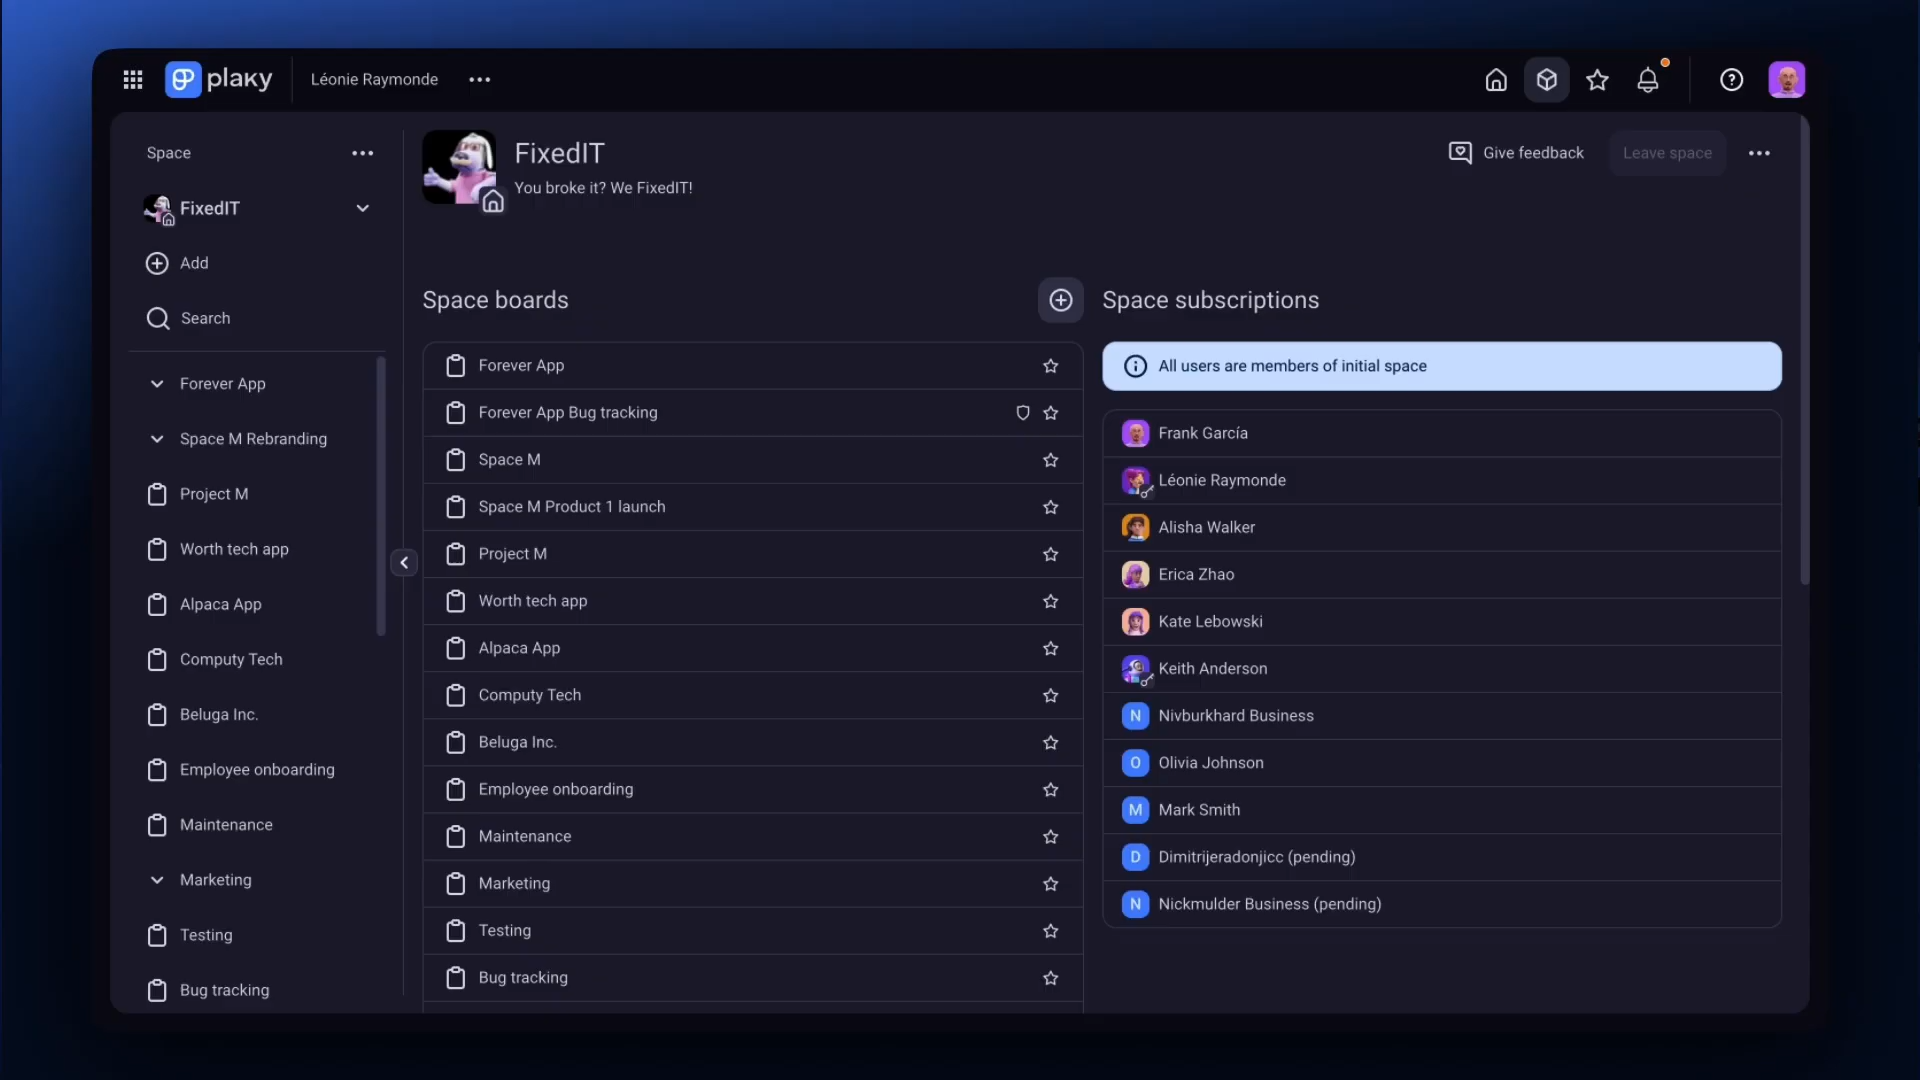 plaky
Léonie Raymonde
Space
FixedIT
Add
Search
Forever App
Space M Rebranding
Project M
Worth tech app
Alpaca App
Computy Tech
Beluga Inc.
Employee onboarding
Maintenance
Marketing
Testing
Bug tracking
FixedIT
You broke it? We FixedIT!
Give feedback
Leave space
Space boards
Forever App
Forever App Bug tracking
Space M
Space M Product 1 launch
Project M
Worth tech app
Alpaca App
Computy Tech
Beluga Inc.
Employee onboarding
Maintenance
Marketing
Testing
Bug tracking
Space subscriptions
All users are members of initial space
Frank García
Léonie Raymonde
Alisha Walker
Erica Zhao
Kate Lebowski
Keith Anderson
N Nivburkhard Business
O Olivia Johnson
M Mark Smith
D Dimitrijeradonjicc (pending)
N Nickmulder Business (pending)